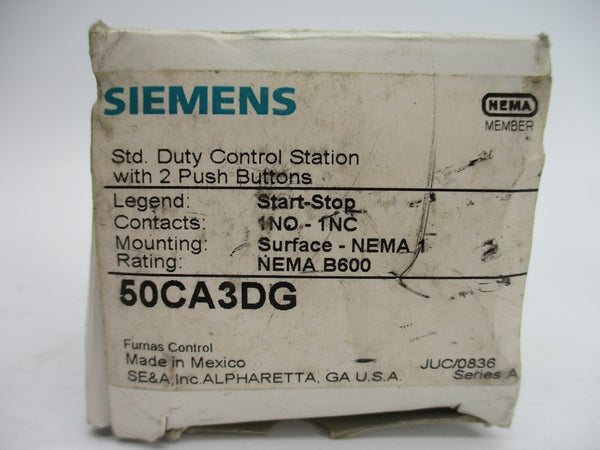 SIEMENS
NEMA
MEMBER
Std. Duty Control Station
with 2 Push Buttons
Legend: Start-Stop
Contacts: 1NO - 1NC
Mounting: Surface - NEMA 1
Rating: NEMA B600
50CA3DG
Furnas Control
Made in Mexico
SE&A,Inc.ALPHARETTA, GA U.S.A.
JUC/0836
Series A